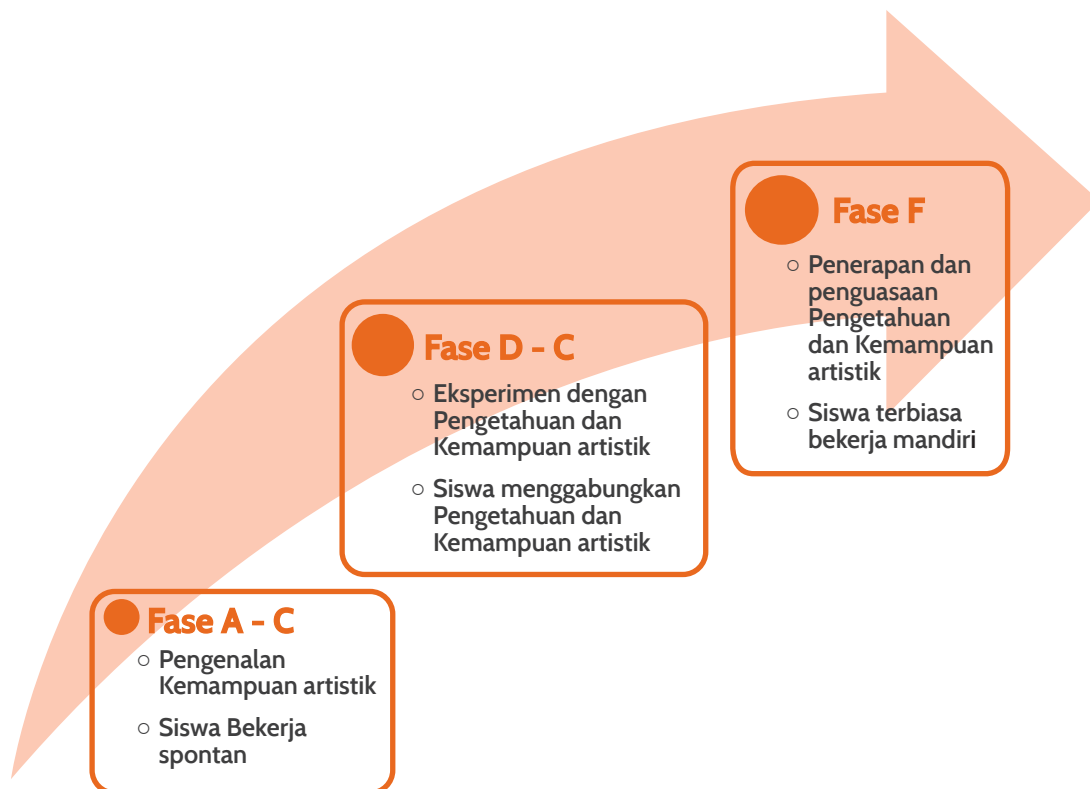 Fase A - C
○ Pengenalan
Kemampuan artistik
○ Siswa Bekerja
spontan
Fase D - C
○ Eksperimen dengan
Pengetahuan dan
Kemampuan artistik
○ Siswa menggabungkan
Pengetahuan dan
Kemampuan artistik
Fase F
○ Penerapan dan
penguasaan
Pengetahuan
dan Kemampuan
artistik
○ Siswa terbiasa
bekerja mandiri